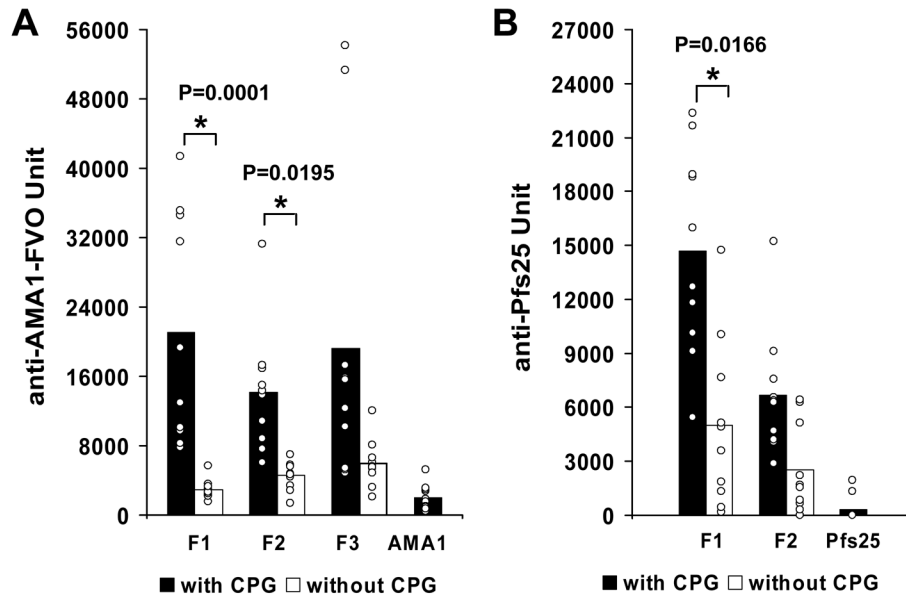 A
anti-AMA1-FVO Unit
56000
48000
40000
32000
24000
16000
8000
0
P=0.0001
*
P=0.0195
*
F1 F2 F3 AMA1
with CPG without CPG
B
anti-Pfs25 Unit
27000
24000
21000
18000
15000
12000
9000
6000
3000
0
P=0.0166
*
F1 F2 Pfs25
with CPG without CPG